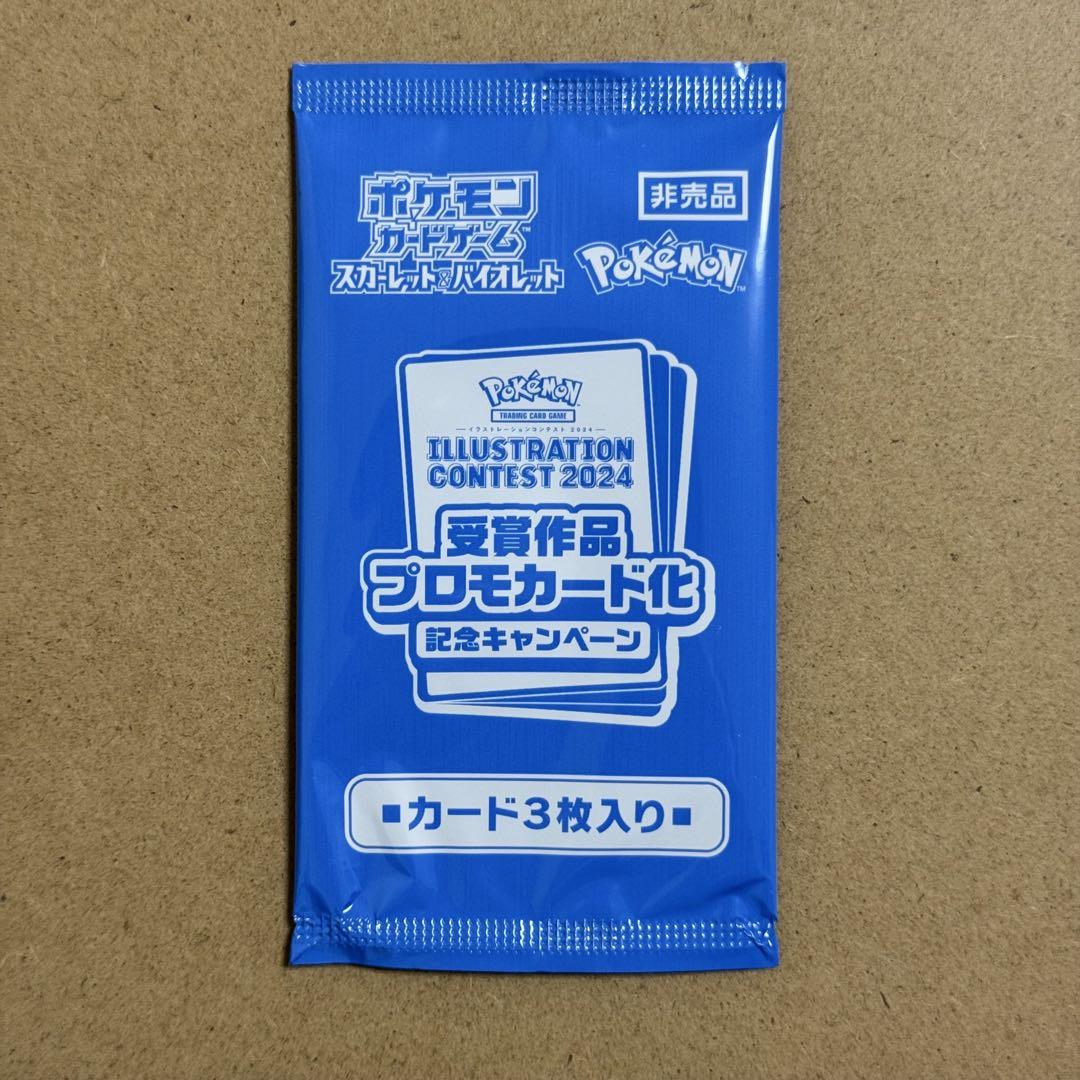 ポケモン
カードゲーム™
スカーレット&バイオレット
非売品
POKÉMON™
POKÉMON
TRADING CARD GAME
イラストレーションコンテスト 2024
ILLUSTRATION
CONTEST 2024
受賞作品
プロモカード化
記念キャンペーン
■カード3枚入り■